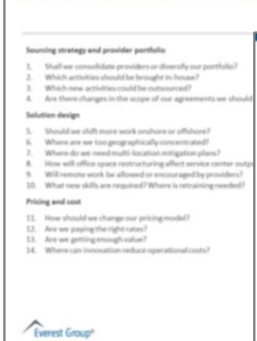 Sourcing strategy and provider portfolio
1. Shall we consolidate providers or diversify our portfolio?
2. Which activities should be brought in-house?
3. Which new activities could be outsourced?
4. Are there changes in the scope of our agreements we should
Solution design
5. Should we shift more work onshore or offshore?
6. Where are we too geographically concentrated?
7. Where do we need multi-location mitigation plans?
8. How will office space restructuring affect service center outp
9. Will remote work be allowed or encouraged by providers?
10. What new skills are required? Where is retraining needed?
Pricing and cost
11. How should we change our pricing model?
12. Are we paying the right rates?
13. Are we getting enough value?
14. Where can innovation reduce operational costs?
Everest Group®